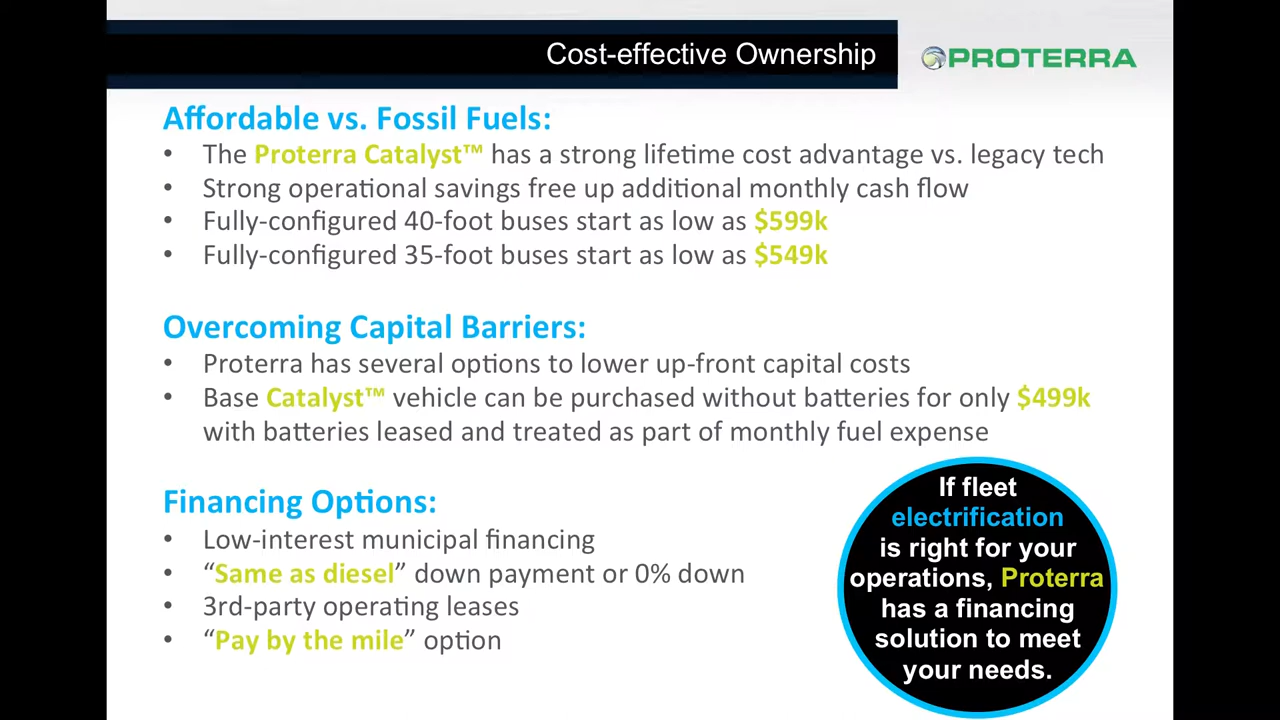 Cost-effective Ownership
PROTERRA
Affordable vs. Fossil Fuels:
• The Proterra Catalyst™ has a strong lifetime cost advantage vs. legacy tech
• Strong operational savings free up additional monthly cash flow
• Fully-configured 40-foot buses start as low as $599k
• Fully-configured 35-foot buses start as low as $549k
Overcoming Capital Barriers:
• Proterra has several options to lower up-front capital costs
• Base Catalyst™ vehicle can be purchased without batteries for only $499k
with batteries leased and treated as part of monthly fuel expense
Financing Options:
• Low-interest municipal financing
• “Same as diesel” down payment or 0% down
• 3rd-party operating leases
• “Pay by the mile” option
If fleet
electrification
is right for your
operations, Proterra
has a financing
solution to meet
your needs.